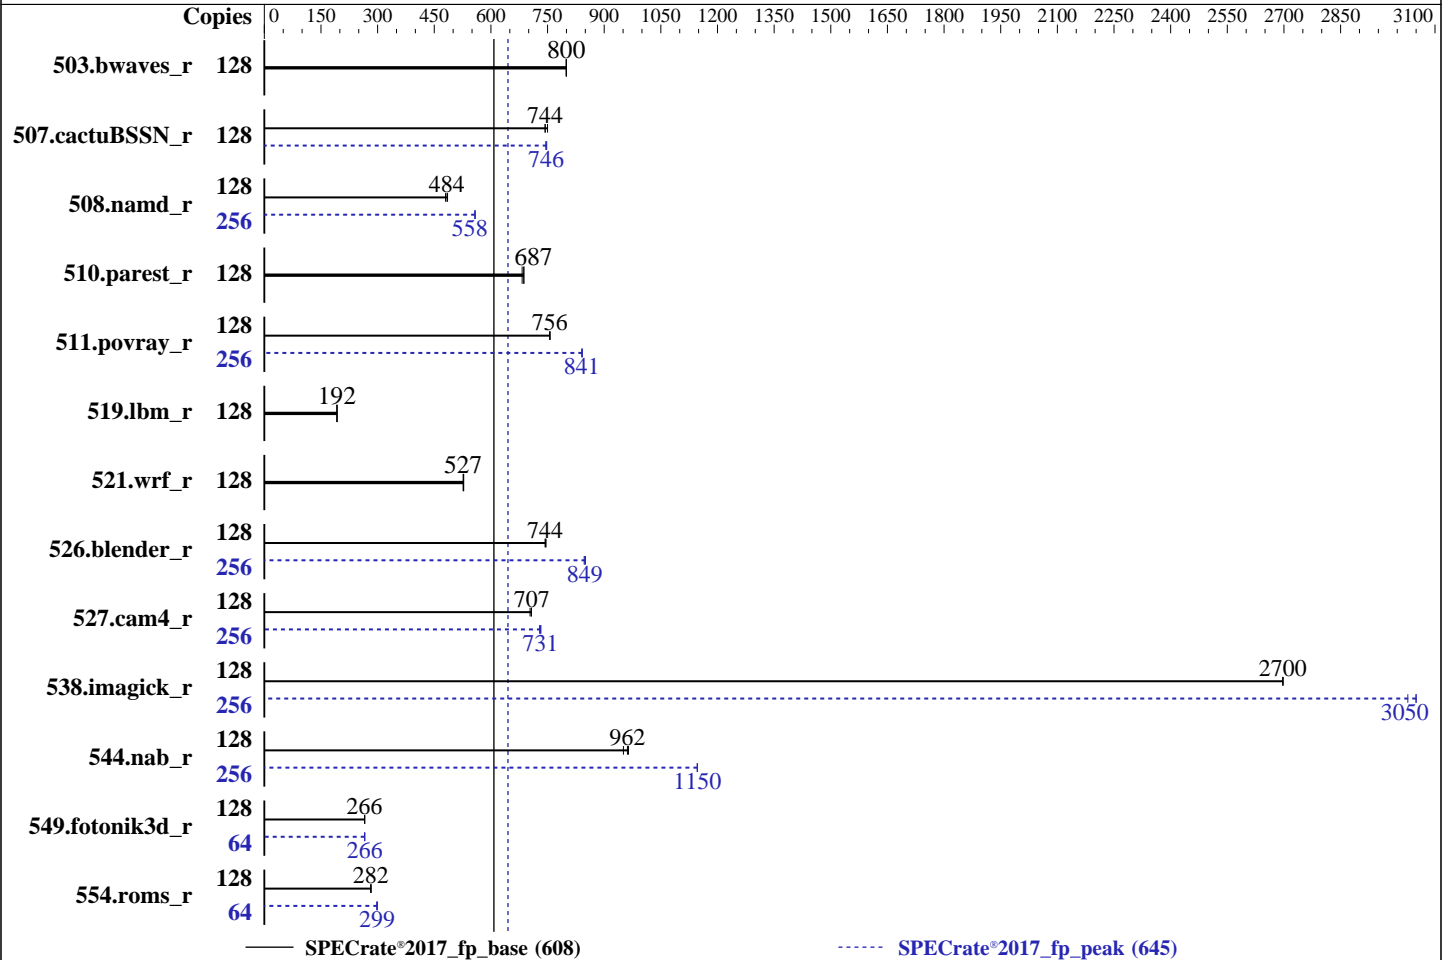 Copies 0 150 300 450 600 750 900 1050 1200 1350 1500 1650 1800 1950 2100 2250 2400 2550 2700 2850 3100
503.bwaves_r 128 800
507.cactuBSSN_r 128 744
746
508.namd_r 128 484
256 558
510.parest_r 128 687
511.povray_r 128 756
256 841
519.lbm_r 128 192
521.wrf_r 128 527
526.blender_r 128 744
256 849
527.cam4_r 128 707
256 731
538.imagick_r 128 2700
256 3050
544.nab_r 128 962
256 1150
549.fotonik3d_r 128 266
64 266
554.roms_r 128 282
64 299
SPECrate®2017_fp_base (608) SPECrate®2017_fp_peak (645)